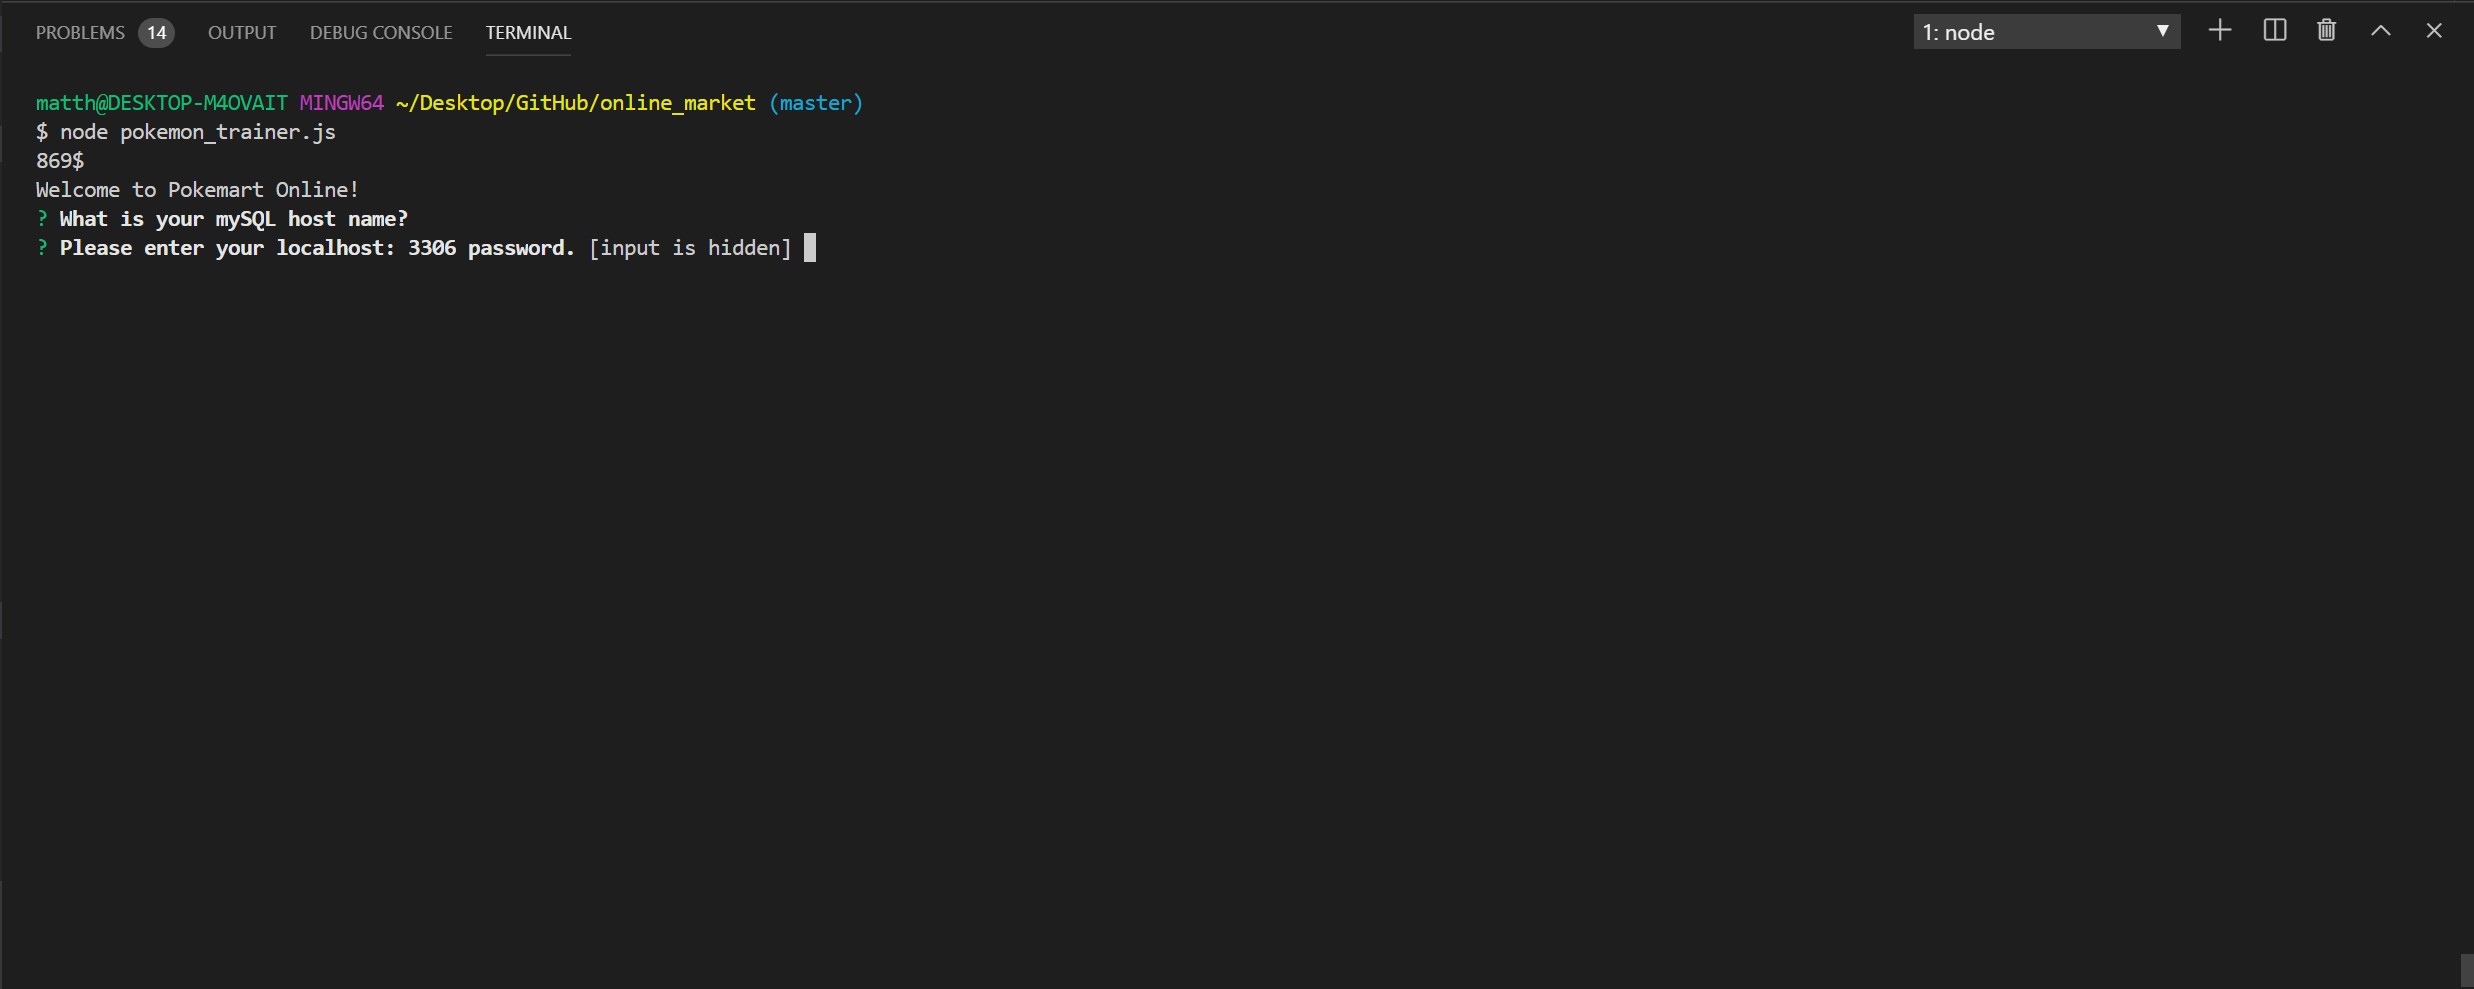 PROBLEMS 14 OUTPUT DEBUG CONSOLE TERMINAL 1: node
matth@DESKTOP-M4OVAIT MINGW64 ~/Desktop/GitHub/online_market (master)
$ node pokemon_trainer.js
869$
Welcome to Pokemart Online!
? What is your mySQL host name?
? Please enter your localhost: 3306 password. [input is hidden]